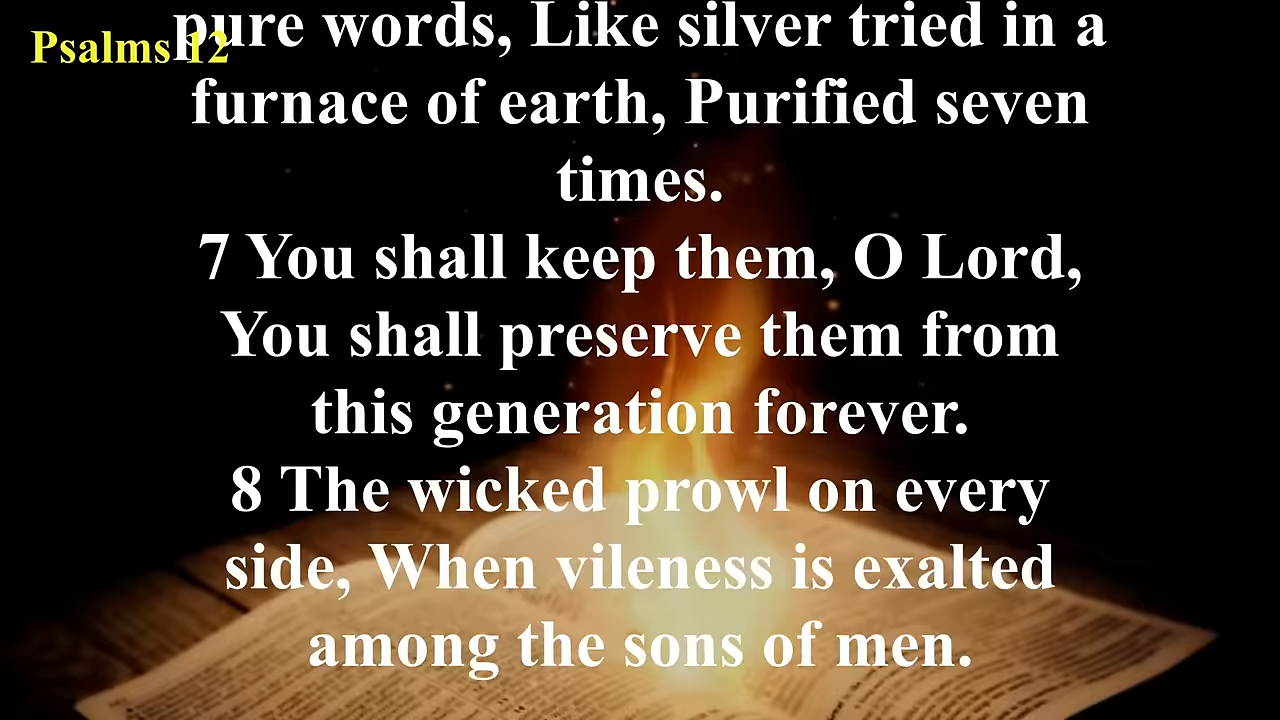 Psalms 12
pure words, Like silver tried in a
furnace of earth, Purified seven
times.
7 You shall keep them, O Lord,
You shall preserve them from
this generation forever.
8 The wicked prowl on every
side, When vileness is exalted
among the sons of men.